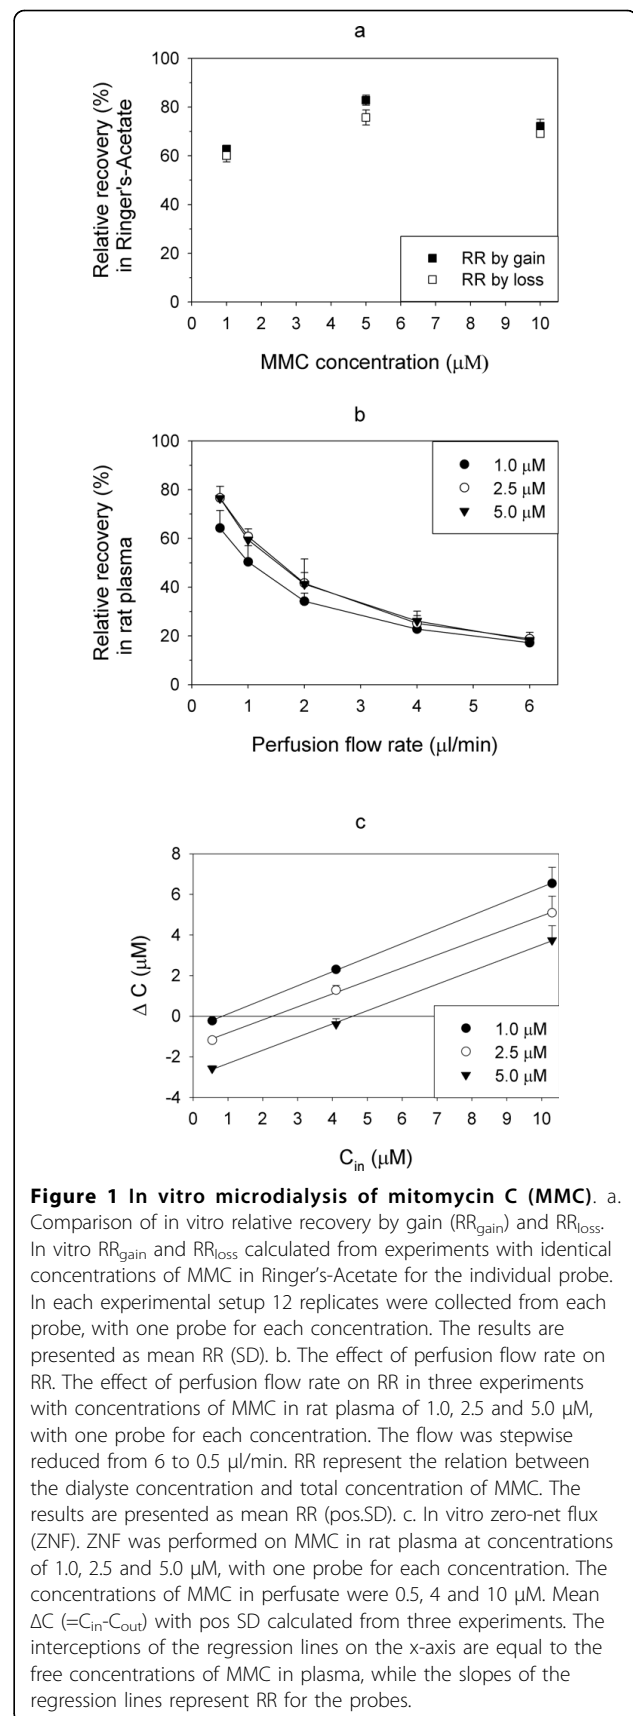 a
100
80
60
40
20
0
Relative recovery (%)
in Ringer's-Acetate
RR by gain
RR by loss
0 1 2 3 4 5 6 7 8 9 10
MMC concentration (μM)
b
100
80
60
40
20
0
Relative recovery (%)
in rat plasma
1.0 μM
2.5 μM
5.0 μM
0 1 2 4 6
Perfusion flow rate (μl/min)
c
8
6
4
2
0
-2
-4
Δ C (μM)
1.0 μM
2.5 μM
5.0 μM
0 1 2 3 4 5 6 7 8 9 10
Cin (μM)
Figure 1 In vitro microdialysis of mitomycin C (MMC). a.
Comparison of in vitro relative recovery by gain (RRgain) and RRloss.
In vitro RRgain and RRloss calculated from experiments with identical
concentrations of MMC in Ringer's-Acetate for the individual probe.
In each experimental setup 12 replicates were collected from each
probe, with one probe for each concentration. The results are
presented as mean RR (SD). b. The effect of perfusion flow rate on
RR. The effect of perfusion flow rate on RR in three experiments
with concentrations of MMC in rat plasma of 1.0, 2.5 and 5.0 μM,
with one probe for each concentration. The flow was stepwise
reduced from 6 to 0.5 μl/min. RR represent the relation between
the dialyste concentration and total concentration of MMC. The
results are presented as mean RR (pos.SD). c. In vitro zero-net flux
(ZNF). ZNF was performed on MMC in rat plasma at concentrations
of 1.0, 2.5 and 5.0 μM, with one probe for each concentration. The
concentrations of MMC in perfusate were 0.5, 4 and 10 μM. Mean
ΔC (=Cin-Cout) with pos SD calculated from three experiments. The
interceptions of the regression lines on the x-axis are equal to the
free concentrations of MMC in plasma, while the slopes of the
regression lines represent RR for the probes.